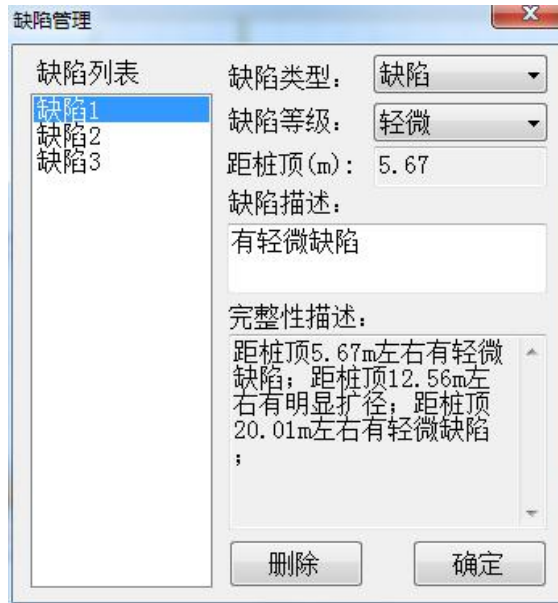 缺陷管理
缺陷列表
缺陷1
缺陷2
缺陷3
缺陷类型： 缺陷
缺陷等级： 轻微
距桩顶(m): 5.67
缺陷描述：
有轻微缺陷
完整性描述：
距桩顶5.67m左右有轻微
缺陷；距桩顶12.56m左
右有明显扩径；距桩顶
20.01m左右有轻微缺陷
；
删除 确定